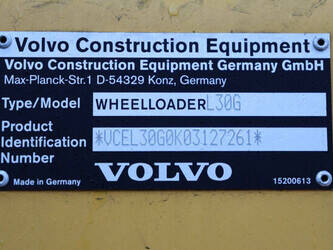 Volvo Construction Equipment
Volvo Construction Equipment Germany GmbH
Max-Planck-Str.1 D-54329 Konz, Germany
Type/Model WHEELLOADER L30G
Product Identification Number *VCEL30G0K03127261*
VOLVO
Made in Germany 15200613